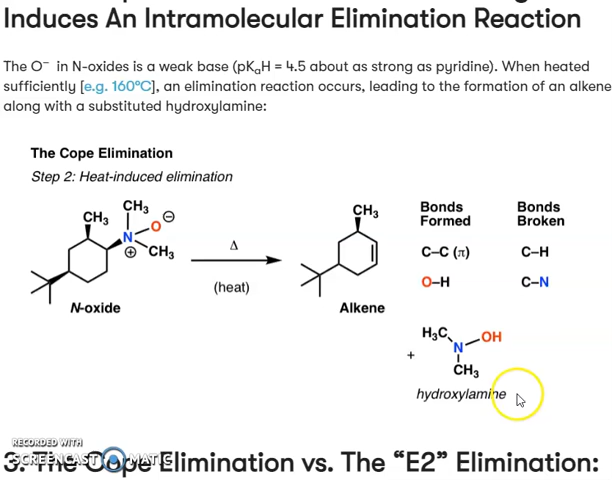 Induces An Intramolecular Elimination Reaction
The O⁻ in N-oxides is a weak base (pKₐH = 4.5 about as strong as pyridine). When heated
sufficiently [e.g. 160°C], an elimination reaction occurs, leading to the formation of an alkene
along with a substituted hydroxylamine:
The Cope Elimination
Step 2: Heat-induced elimination
CH₃ CH₃ O ⊖
N ⊕ CH₃
N-oxide
Δ
(heat)
CH₃
Alkene
Bonds Formed
C–C (π)
O–H
Bonds Broken
C–H
C–N
+
H₃C N OH
CH₃
hydroxylamine
RECORDED WITH
SCREENCAST MATIC
3. The Cope Elimination vs. The “E2” Elimination: